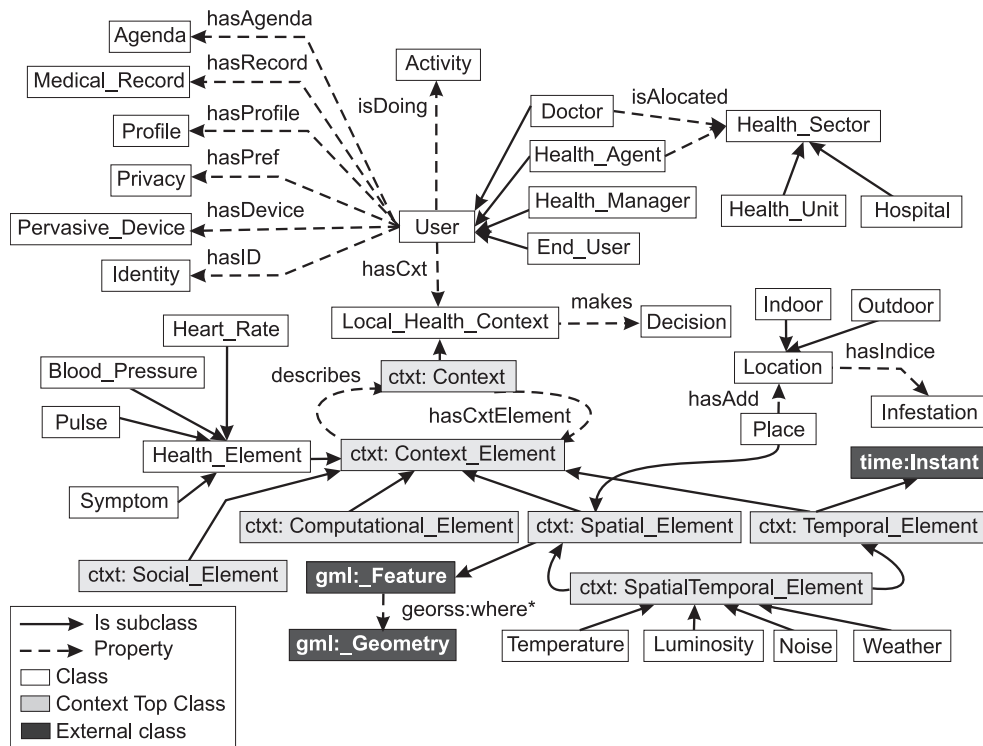 hasAgenda
Agenda
Activity
hasRecord
Medical_Record
isDoing
isAlocated
Doctor
Health_Sector
hasProfile
Profile
Health_Agent
hasPref
Privacy
Health_Manager
Health_Unit
Hospital
hasDevice
Pervasive_Device
User
End_User
hasID
Identity
hasCxt
Indoor
Outdoor
makes
Heart_Rate
Local_Health_Context
Decision
hasIndice
Location
Blood_Pressure
describes
ctxt: Context
hasAdd
Infestation
hasCxtElement
Pulse
Place
Health_Element
ctxt: Context_Element
time:Instant
Symptom
ctxt: Computational_Element
ctxt: Spatial_Element
ctxt: Temporal_Element
ctxt: Social_Element
gml:_Feature
ctxt: SpatialTemporal_Element
georss:where*
gml:_Geometry
Temperature
Luminosity
Noise
Weather
Is subclass
Property
Class
Context Top Class
External class